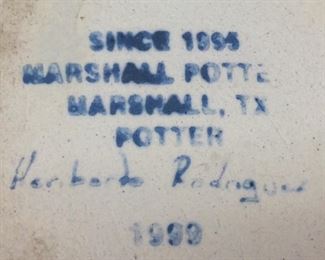 SINCE 1895
MARSHALL POTTE
MARSHALL, TX
POTTER
Heriberto Rodriguez
1999